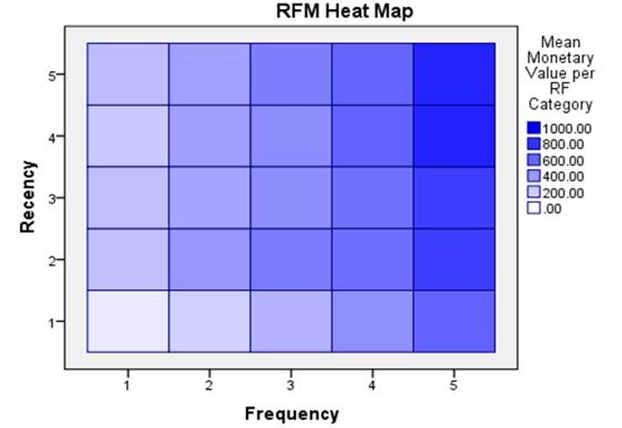 RFM Heat Map
Recency
5
4
3
2
1
1
2
3
4
5
Frequency
Mean
Monetary
Value per
RF
Category
1000.00
800.00
600.00
400.00
200.00
.00